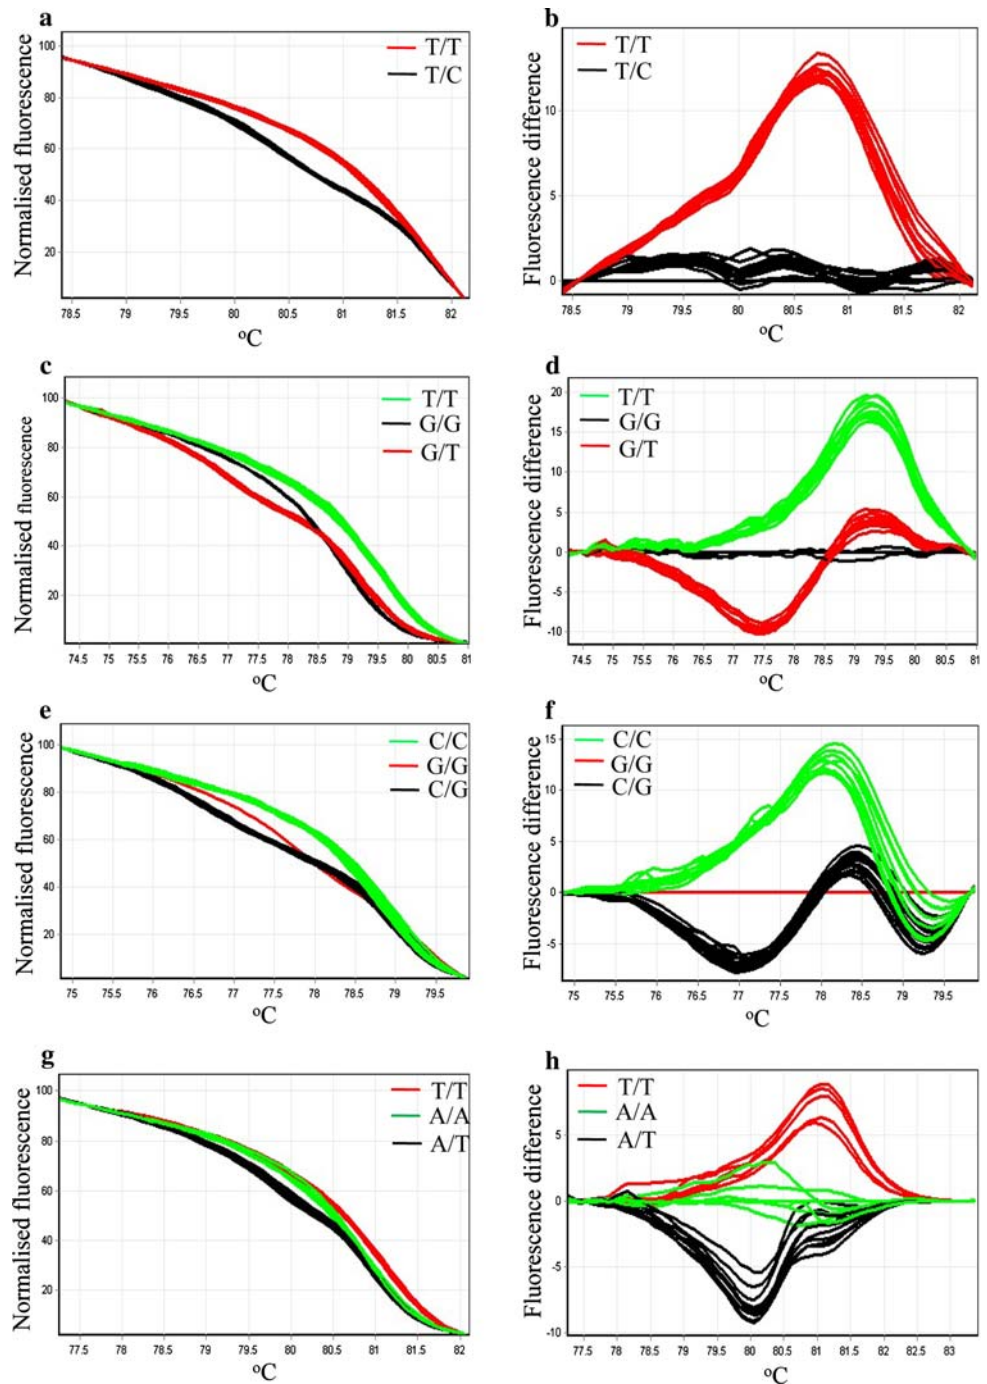 a
T/T
T/C
Normalised fluorescence
100
80
60
40
20
78.5 79 79.5 80 80.5 81 81.5 82
ºC
b
T/T
T/C
Fluorescence difference
10
5
0
78.5 79 79.5 80 80.5 81 81.5 82
ºC
c
T/T
G/G
G/T
Normalised fluorescence
100
80
60
40
20
74.5 75 75.5 76 76.5 77 77.5 78 78.5 79 79.5 80 80.5 81
ºC
d
T/T
G/G
G/T
Fluorescence difference
20
15
10
5
0
-5
-10
74.5 75 75.5 76 76.5 77 77.5 78 78.5 79 79.5 80 80.5 81
ºC
e
C/C
G/G
C/G
Normalised fluorescence
100
80
60
40
20
75 75.5 76 76.5 77 77.5 78 78.5 79 79.5
ºC
f
C/C
G/G
C/G
Fluorescence difference
15
10
5
0
-5
75 75.5 76 76.5 77 77.5 78 78.5 79 79.5
ºC
g
T/T
A/A
A/T
Normalised fluorescence
100
80
60
40
20
77.5 78 78.5 79 79.5 80 80.5 81 81.5 82
ºC
h
T/T
A/A
A/T
Fluorescence difference
5
0
-5
-10
77.5 78 78.5 79 79.5 80 80.5 81 81.5 82 82.5 83
ºC